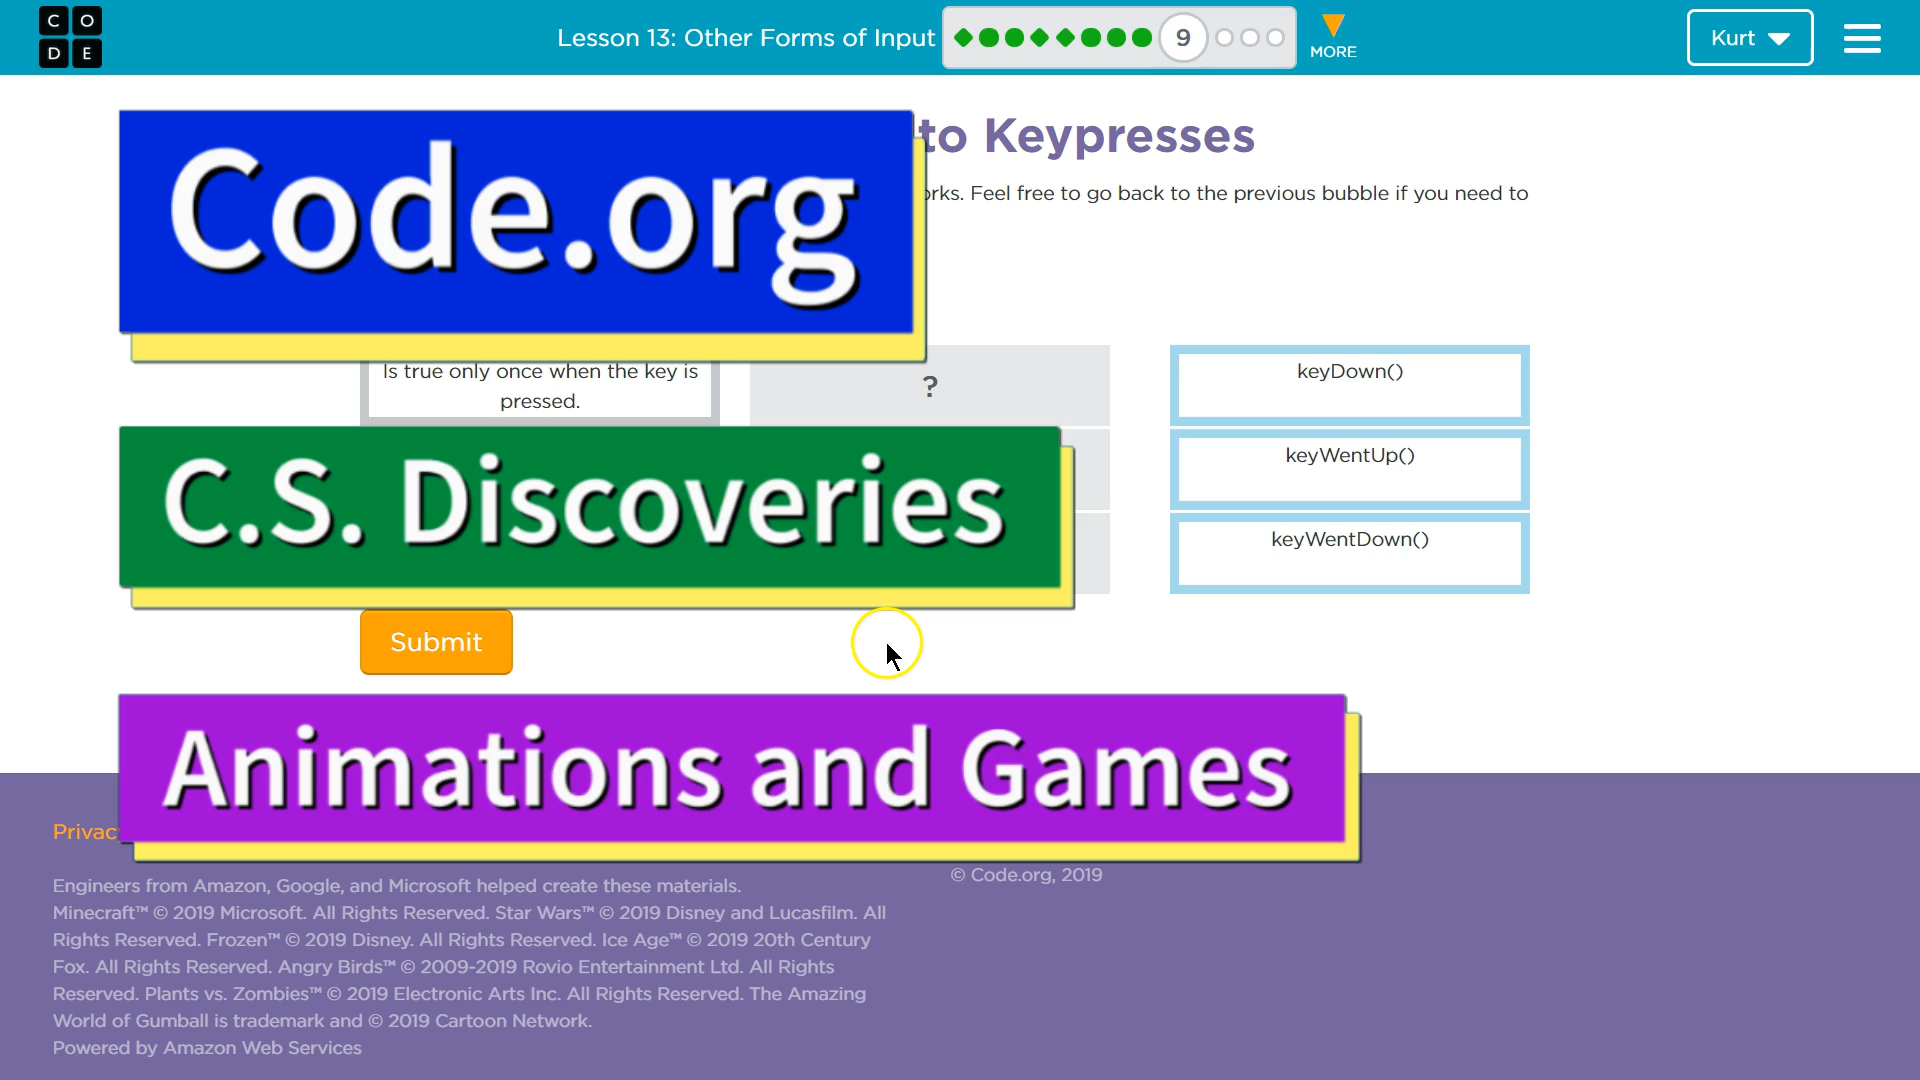 C O
D E
Lesson 13: Other Forms of Input
9
MORE
Kurt
to Keypresses
Code.org
orks. Feel free to go back to the previous bubble if you need to
Is true only once when the key is
pressed.
?
keyDown()
keyWentUp()
keyWentDown()
C.S. Discoveries
Submit
Animations and Games
Privac
© Code.org, 2019
Engineers from Amazon, Google, and Microsoft helped create these materials.
Minecraft™ © 2019 Microsoft. All Rights Reserved. Star Wars™ © 2019 Disney and Lucasfilm. All
Rights Reserved. Frozen™ © 2019 Disney. All Rights Reserved. Ice Age™ © 2019 20th Century
Fox. All Rights Reserved. Angry Birds™ © 2009-2019 Rovio Entertainment Ltd. All Rights
Reserved. Plants vs. Zombies™ © 2019 Electronic Arts Inc. All Rights Reserved. The Amazing
World of Gumball is trademark and © 2019 Cartoon Network.
Powered by Amazon Web Services